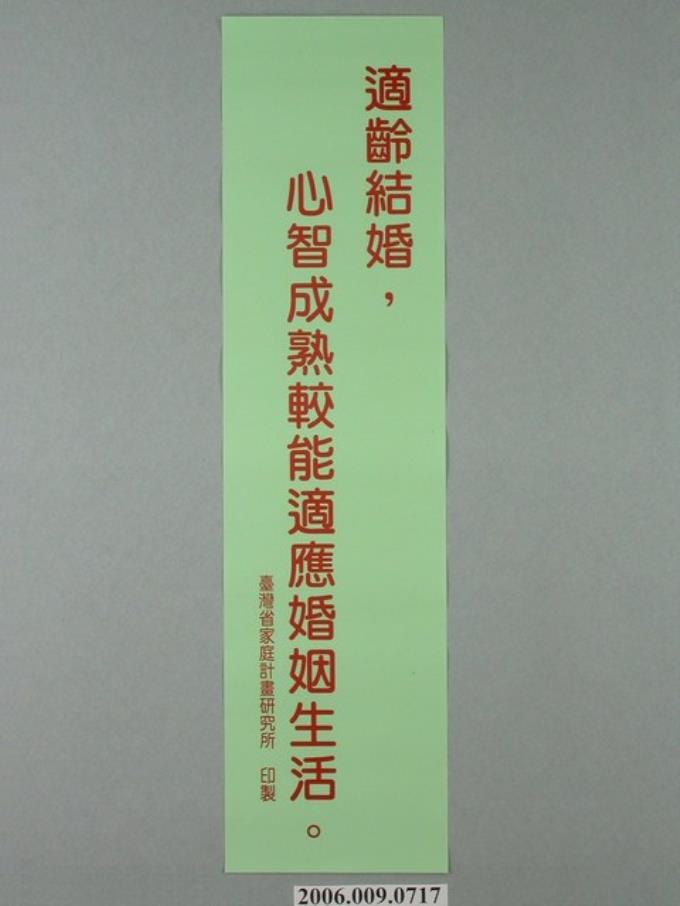 適齡結婚，
心智成熟較能適應婚姻生活。
臺灣省家庭計畫研究所 印製
2006.009.0717